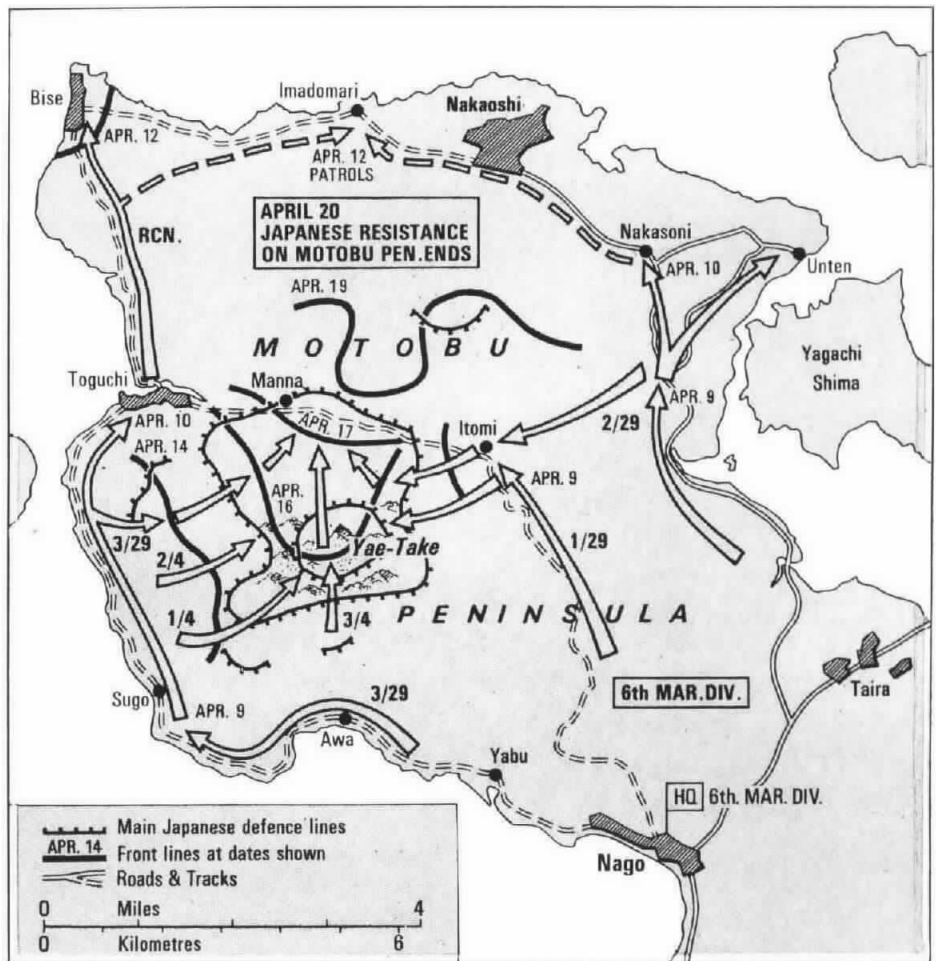 Bise
Imadomari
Nakaoshi
APR. 12
APR. 12
PATROLS
RCN.
APRIL 20
JAPANESE RESISTANCE
ON MOTOBU PEN. ENDS
Nakasoni
APR. 10
Unten
APR. 19
MOTOBU
Yagachi
Shima
Toguchi
Manna
APR. 9
2/29
APR. 10
APR. 17
Itomi
APR. 14
APR. 9
APR.
16
3/29
1/29
Yae-Take
2/4
1/4
3/4
PENINSULA
6th MAR. DIV.
Taira
Sugo
APR. 9
3/29
Awa
Yabu
HQ 6th. MAR. DIV.
Nago
Main Japanese defence lines
APR. 14
Front lines at dates shown
Roads & Tracks
0 Miles 4
0 Kilometres 6